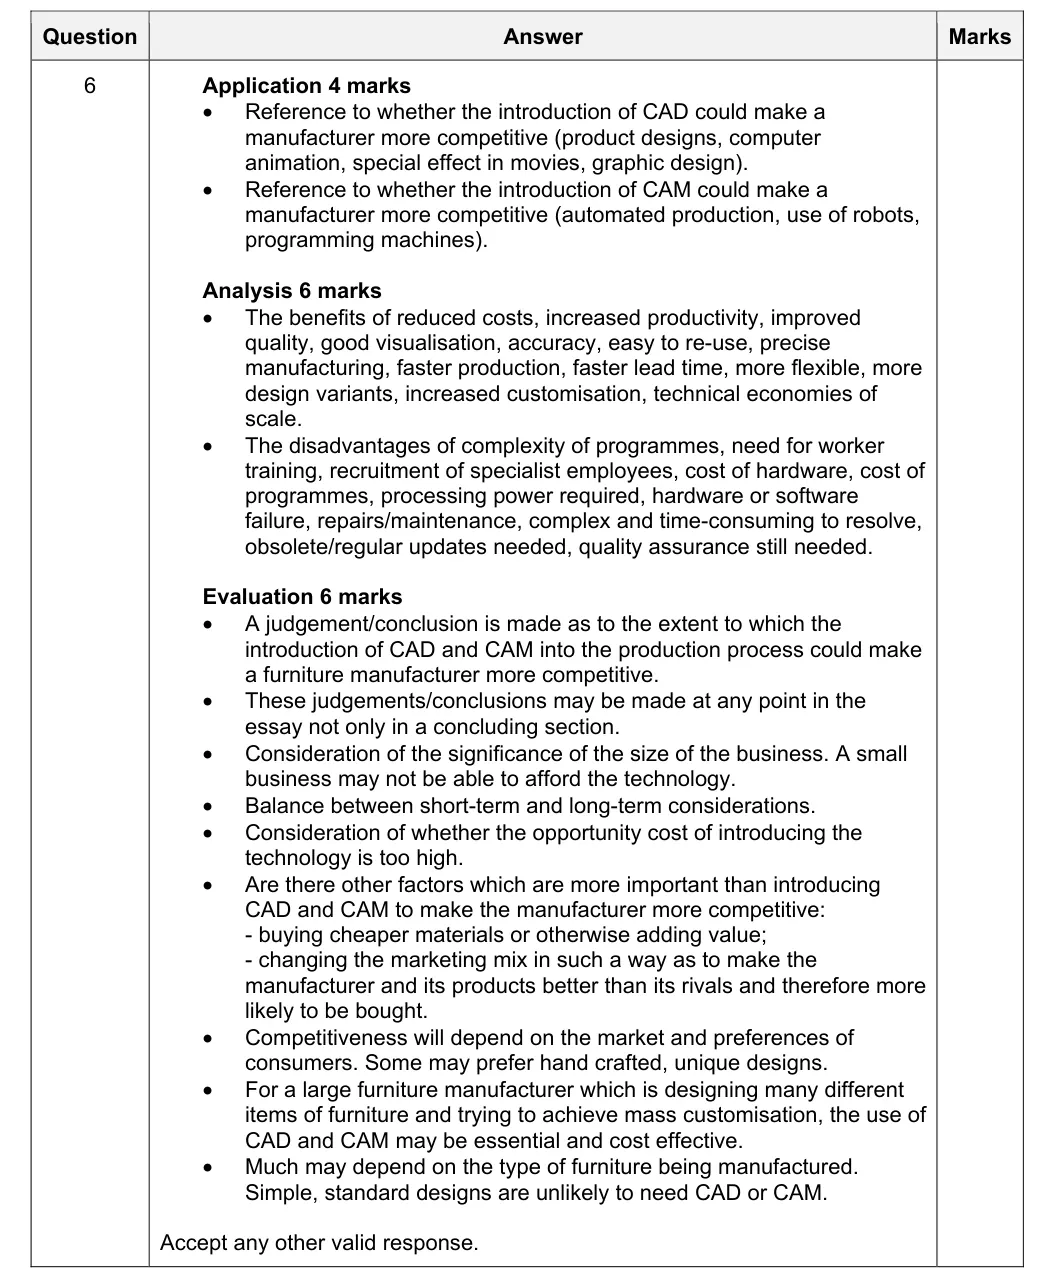 Question Answer Marks
6 Application 4 marks
• Reference to whether the introduction of CAD could make a
manufacturer more competitive (product designs, computer
animation, special effect in movies, graphic design).
• Reference to whether the introduction of CAM could make a
manufacturer more competitive (automated production, use of robots,
programming machines).
Analysis 6 marks
• The benefits of reduced costs, increased productivity, improved
quality, good visualisation, accuracy, easy to re-use, precise
manufacturing, faster production, faster lead time, more flexible, more
design variants, increased customisation, technical economies of
scale.
• The disadvantages of complexity of programmes, need for worker
training, recruitment of specialist employees, cost of hardware, cost of
programmes, processing power required, hardware or software
failure, repairs/maintenance, complex and time-consuming to resolve,
obsolete/regular updates needed, quality assurance still needed.
Evaluation 6 marks
• A judgement/conclusion is made as to the extent to which the
introduction of CAD and CAM into the production process could make
a furniture manufacturer more competitive.
• These judgements/conclusions may be made at any point in the
essay not only in a concluding section.
• Consideration of the significance of the size of the business. A small
business may not be able to afford the technology.
• Balance between short-term and long-term considerations.
• Consideration of whether the opportunity cost of introducing the
technology is too high.
• Are there other factors which are more important than introducing
CAD and CAM to make the manufacturer more competitive:
- buying cheaper materials or otherwise adding value;
- changing the marketing mix in such a way as to make the
manufacturer and its products better than its rivals and therefore more
likely to be bought.
• Competitiveness will depend on the market and preferences of
consumers. Some may prefer hand crafted, unique designs.
• For a large furniture manufacturer which is designing many different
items of furniture and trying to achieve mass customisation, the use of
CAD and CAM may be essential and cost effective.
• Much may depend on the type of furniture being manufactured.
Simple, standard designs are unlikely to need CAD or CAM.
Accept any other valid response.